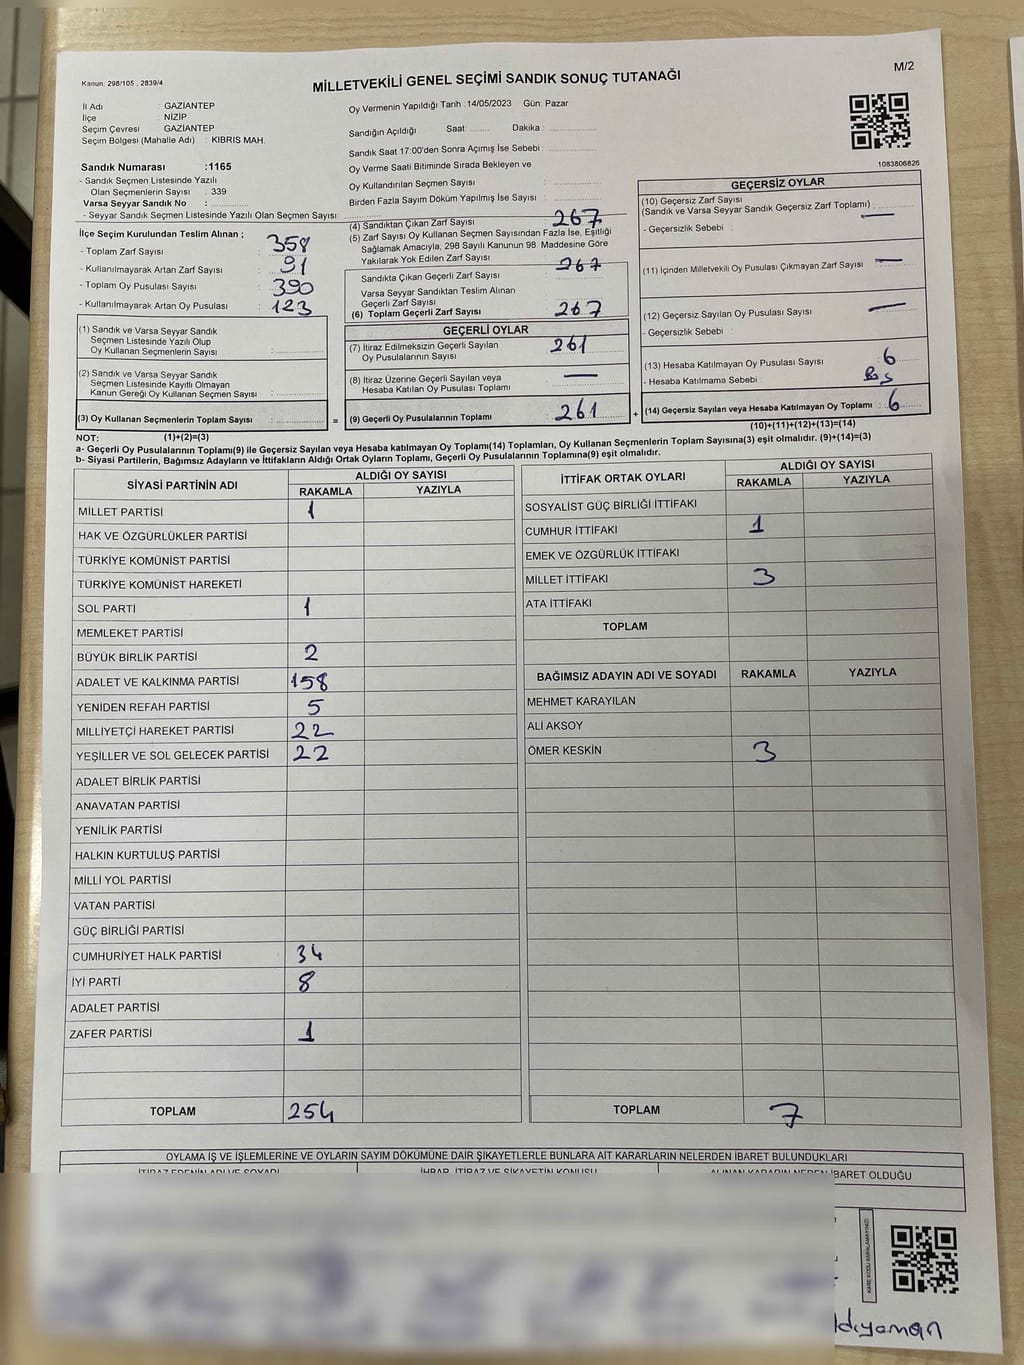 Kanun: 298/105 , 2839/4
MİLLETVEKİLİ GENEL SEÇİMİ SANDIK SONUÇ TUTANAĞI
M/2
İl Adı : GAZİANTEP
İlçe : NİZİP
Seçim Çevresi : GAZİANTEP
Seçim Bölgesi (Mahalle Adı) : KIBRIS MAH.
Sandık Numarası :1165
- Sandık Seçmen Listesinde Yazılı
Olan Seçmenlerin Sayısı : 339
Varsa Seyyar Sandık No :
- Seyyar Sandık Seçmen Listesinde Yazılı Olan Seçmen Sayısı :
İlçe Seçim Kurulundan Teslim Alınan ;
- Toplam Zarf Sayısı : 358
- Kullanılmayarak Artan Zarf Sayısı : 91
- Toplam Oy Pusulası Sayısı : 390
- Kullanılmayarak Artan Oy Pusulası : 123
(1) Sandık ve Varsa Seyyar Sandık
Seçmen Listesinde Yazılı Olup
Oy Kullanan Seçmenlerin Sayısı :
(2) Sandık ve Varsa Seyyar Sandık
Seçmen Listesinde Kayıtlı Olmayan
Kanun Gereği Oy Kullanan Seçmen Sayısı :
(3) Oy Kullanan Seçmenlerin Toplam Sayısı : =
Oy Vermenin Yapıldığı Tarih : 14/05/2023 Gün: Pazar
Sandığın Açıldığı Saat: Dakika :
Sandık Saat 17:00'den Sonra Açımış İse Sebebi :
Oy Verme Saati Bitiminde Sırada Bekleyen ve
Oy Kullandırılan Seçmen Sayısı :
Birden Fazla Sayım Döküm Yapılmış İse Sayısı :
(4) Sandıktan Çıkan Zarf Sayısı : 267
(5) Zarf Sayısı Oy Kullanan Seçmen Sayısından Fazla İse, Eşitliği
Sağlamak Amacıyla; 298 Sayılı Kanunun 98. Maddesine Göre
Yakılarak Yok Edilen Zarf Sayısı :
Sandıkta Çıkan Geçerli Zarf Sayısı : 267
Varsa Seyyar Sandıktan Teslim Alınan
Geçerli Zarf Sayısı :
(6) Toplam Geçerli Zarf Sayısı : 267
GEÇERLİ OYLAR
(7) İtiraz Edilmeksizin Geçerli Sayılan
Oy Pusulalarının Sayısı : 261
(8) İtiraz Üzerine Geçerli Sayılan veya
Hesaba Katılan Oy Pusulası Toplamı : —
(9) Geçerli Oy Pusulalarının Toplamı : 261 +
1083806826
GEÇERSİZ OYLAR
(10) Geçersiz Zarf Sayısı
(Sandık ve Varsa Seyyar Sandık Geçersiz Zarf Toplamı) : —
- Geçersizlik Sebebi :
(11) İçinden Milletvekili Oy Pusulası Çıkmayan Zarf Sayısı : —
(12) Geçersiz Sayılan Oy Pusulası Sayısı : —
- Geçersizlik Sebebi :
(13) Hesaba Katılmayan Oy Pusulası Sayısı : 6
- Hesaba Katılmama Sebebi :
(14) Geçersiz Sayılan veya Hesaba Katılmayan Oy Toplamı : 6
(10)+(11)+(12)+(13)=(14)
NOT: (1)+(2)=(3)
a- Geçerli Oy Pusulalarının Toplamı(9) ile Geçersiz Sayılan veya Hesaba katılmayan Oy Toplamı(14) Toplamları, Oy Kullanan Seçmenlerin Toplam Sayısına(3) eşit olmalıdır. (9)+(14)=(3)
b- Siyasi Partilerin, Bağımsız Adayların ve İttifakların Aldığı Ortak Oyların Toplamı, Geçerli Oy Pusulalarının Toplamına(9) eşit olmalıdır.
SİYASİ PARTİNİN ADI ALDIĞI OY SAYISI
RAKAMLA YAZIYLA
MİLLET PARTİSİ 1
HAK VE ÖZGÜRLÜKLER PARTİSİ
TÜRKİYE KOMÜNİST PARTİSİ
TÜRKİYE KOMÜNİST HAREKETİ
SOL PARTİ 1
MEMLEKET PARTİSİ
BÜYÜK BİRLİK PARTİSİ 2
ADALET VE KALKINMA PARTİSİ 158
YENİDEN REFAH PARTİSİ 5
MİLLİYETÇİ HAREKET PARTİSİ 22
YEŞİLLER VE SOL GELECEK PARTİSİ 22
ADALET BİRLİK PARTİSİ
ANAVATAN PARTİSİ
YENİLİK PARTİSİ
HALKIN KURTULUŞ PARTİSİ
MİLLİ YOL PARTİSİ
VATAN PARTİSİ
GÜÇ BİRLİĞİ PARTİSİ
CUMHURİYET HALK PARTİSİ 34
İYİ PARTİ 8
ADALET PARTİSİ
ZAFER PARTİSİ 1
TOPLAM 254
İTTİFAK ORTAK OYLARI ALDIĞI OY SAYISI
RAKAMLA YAZIYLA
SOSYALİST GÜÇ BİRLİĞİ İTTİFAKI
CUMHUR İTTİFAKI 1
EMEK VE ÖZGÜRLÜK İTTİFAKI
MİLLET İTTİFAKI 3
ATA İTTİFAKI
TOPLAM
BAĞIMSIZ ADAYIN ADI VE SOYADI RAKAMLA YAZIYLA
MEHMET KARAYILAN
ALİ AKSOY
ÖMER KESKİN 3
TOPLAM 7
OYLAMA İŞ VE İŞLEMLERİNE VE OYLARIN SAYIM DÖKÜMÜNE DAİR ŞİKAYETLERLE BUNLARA AİT KARARLARIN NELERDEN İBARET BULUNDUKLARI
İTİRAZ EDENİN ADI VE SOYADI İHBAR, İTİRAZ VE ŞİKAYETİN KONUSU ALINAN KARARIN NEDEN İBARET OLDUĞU
KARE KODU KARALAMAYINIZ!